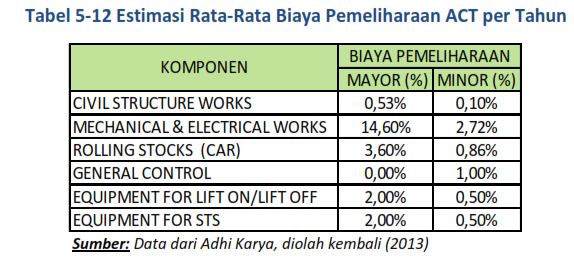 Tabel 5-12 Estimasi Rata-Rata Biaya Pemeliharaan ACT per Tahun
KOMPONEN BIAYA PEMELIHARAAN
MAYOR (%) MINOR (%)
CIVIL STRUCTURE WORKS 0,53% 0,10%
MECHANICAL & ELECTRICAL WORKS 14,60% 2,72%
ROLLING STOCKS (CAR) 3,60% 0,86%
GENERAL CONTROL 0,00% 1,00%
EQUIPMENT FOR LIFT ON/LIFT OFF 2,00% 0,50%
EQUIPMENT FOR STS 2,00% 0,50%
Sumber: Data dari Adhi Karya, diolah kembali (2013)